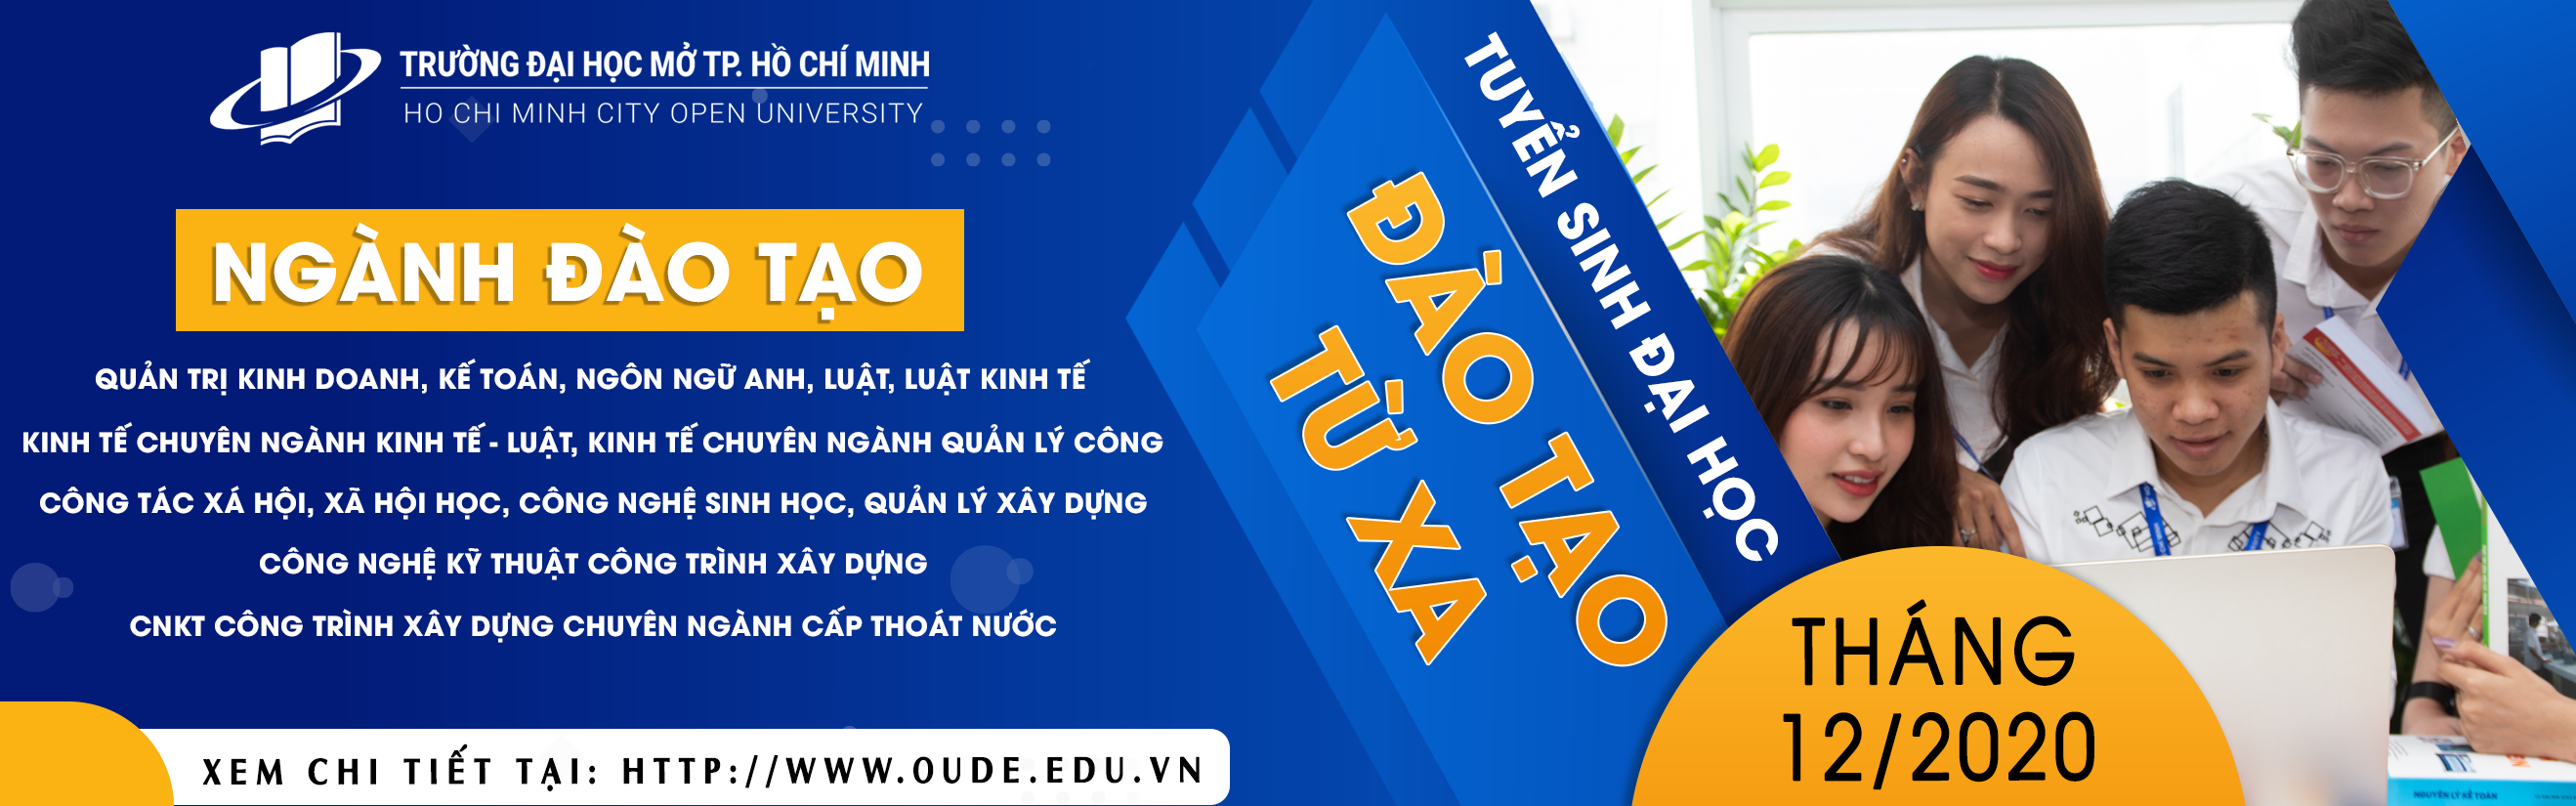 TRƯỜNG ĐẠI HỌC MỞ TP. HỒ CHÍ MINH
HO CHI MINH CITY OPEN UNIVERSITY
NGÀNH ĐÀO TẠO
QUẢN TRỊ KINH DOANH, KẾ TOÁN, NGÔN NGỮ ANH, LUẬT, LUẬT KINH TẾ
KINH TẾ CHUYÊN NGÀNH KINH TẾ - LUẬT, KINH TẾ CHUYÊN NGÀNH QUẢN LÝ CÔNG
CÔNG TÁC XÁ HỘI, XÃ HỘI HỌC, CÔNG NGHỆ SINH HỌC, QUẢN LÝ XÂY DỰNG
CÔNG NGHỆ KỸ THUẬT CÔNG TRÌNH XÂY DỰNG
CNKT CÔNG TRÌNH XÂY DỰNG CHUYÊN NGÀNH CẤP THOÁT NƯỚC
XEM CHI TIẾT TẠI: HTTP://WWW.OUDE.EDU.VN
TUYỂN SINH ĐẠI HỌC
ĐÀO TẠO
TỪ XA
THÁNG
12/2020
NGUYÊN LÝ KẾ TOÁN